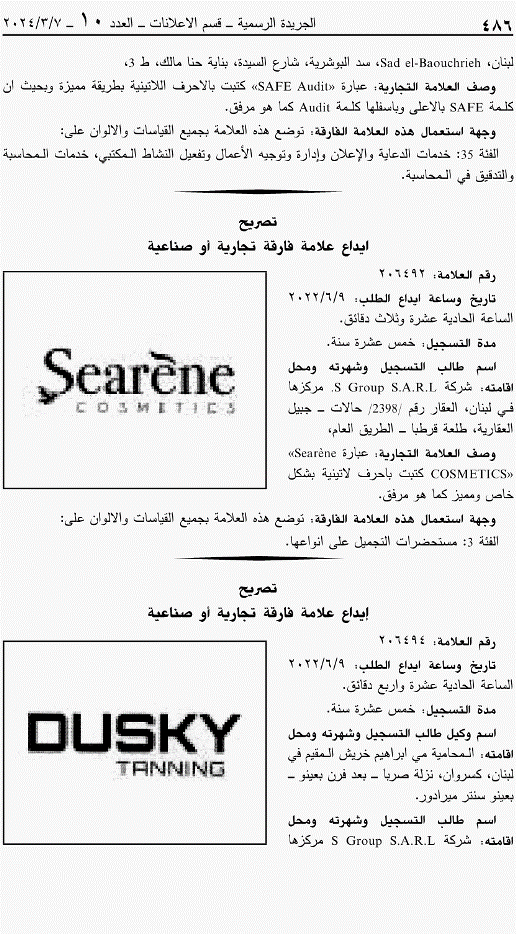 ٤٨٦ الجريدة الرسمية – قسم الاعلانات – العدد ١٠ – ٢٠٢٤/٣/٧
لبنان، Sad el-Baouchrieh، سد البوشرية، شارع السيدة، بناية حنا مالك، ط 3،
وصف العلامة التجارية: عبارة «SAFE Audit» كتبت بالاحرف اللاتينية بطريقة مميزة وبحيث ان
كلمة SAFE بالاعلى وباسفلها كلمة Audit كما هو مرفق.
وجهة استعمال هذه العلامة الفارقة: توضع هذه العلامة بجميع القياسات والالوان على:
الفئة 35: خدمات الدعاية والإعلان وإدارة وتوجيه الأعمال وتفعيل النشاط المكتبي، خدمات المحاسبة
والتدقيق في المحاسبة.
تصريح
ايداع علامة فارقة تجارية أو صناعية
رقم العلامة: ٢٠٦٤٩٢
تاريخ وساعة ايداع الطلب: ٢٠٢٢/٦/٩
الساعة الحادية عشرة وثلاث دقائق.
مدة التسجيل: خمس عشرة سنة.
اسم طالب التسجيل وشهرته ومحل
اقامته: شركة S Group S.A.R.L. مركزها
في لبنان، العقار رقم /2398/ حالات – جبيل
العقارية، طلعة قرطبا – الطريق العام،
وصف العلامة التجارية: عبارة «Searène
COSMETICS» كتبت باحرف لاتينية بشكل
خاص ومميز كما هو مرفق.
Searène
COSMETICS
وجهة استعمال هذه العلامة الفارقة: توضع هذه العلامة بجميع القياسات والالوان على:
الفئة 3: مستحضرات التجميل على انواعها.
تصريح
إيداع علامة فارقة تجارية أو صناعية
رقم العلامة: ٢٠٦٤٩٤
تاريخ وساعة ايداع الطلب: ٢٠٢٢/٦/٩
الساعة الحادية عشرة واربع دقائق.
مدة التسجيل: خمس عشرة سنة.
اسم وكيل طالب التسجيل وشهرته ومحل
اقامته: المحامية مي ابراهيم خريش المقيم في
لبنان، كسروان، نزلة صربا – بعد فرن بعينو –
بعينو سنتر ميرادور.
اسم طالب التسجيل وشهرته ومحل
اقامته: شركة S Group S.A.R.L مركزها
DUSKY
TANNING